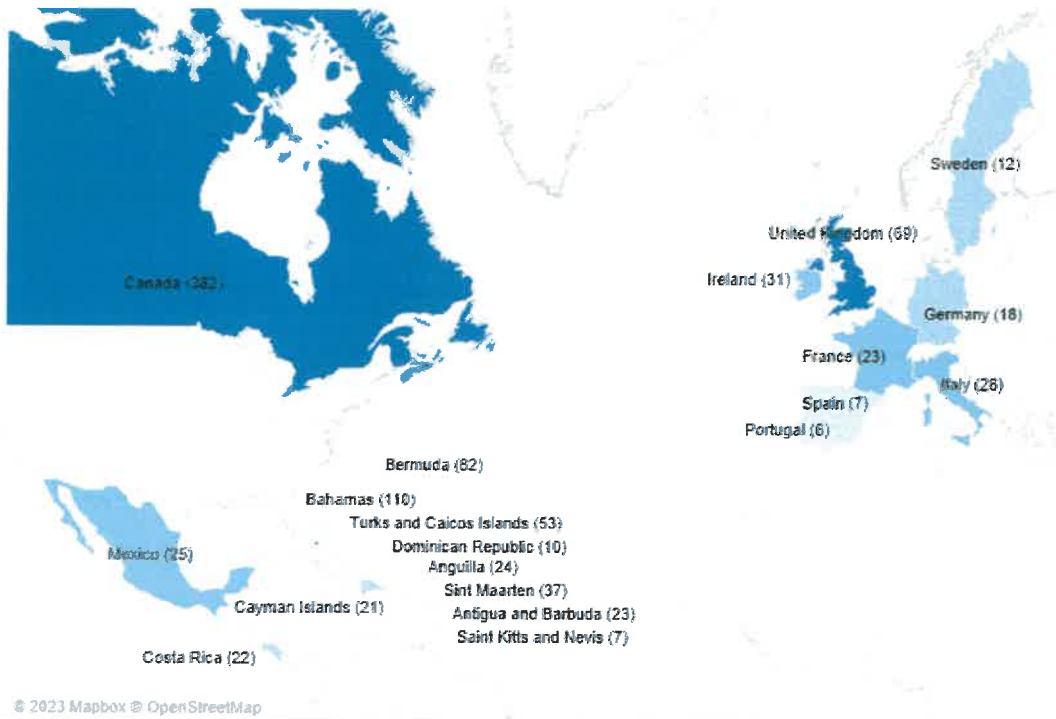 Sweden (12)
United Kingdom (69)
Ireland (31)
Canada (382)
Germany (18)
France (23)
Italy (26)
Spain (7)
Portugal (6)
Bermuda (82)
Bahamas (110)
Turks and Caicos Islands (53)
Dominican Republic (10)
Mexico (25)
Anguilla (24)
Sint Maarten (37)
Cayman Islands (21)
Antigua and Barbuda (23)
Saint Kitts and Nevis (7)
Costa Rica (22)
© 2023 Mapbox © OpenStreetMap